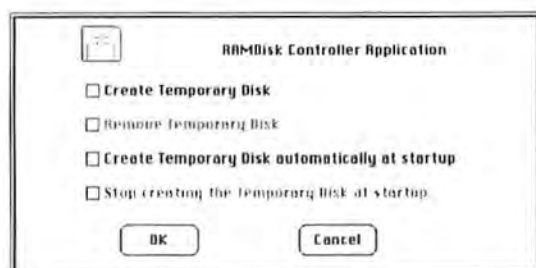 RAMDisk Controller Application
Create Temporary Disk
Remove Temporary Disk
Create Temporary Disk automatically at startup
Stop creating the Temporary Disk at startup
OK
Cancel